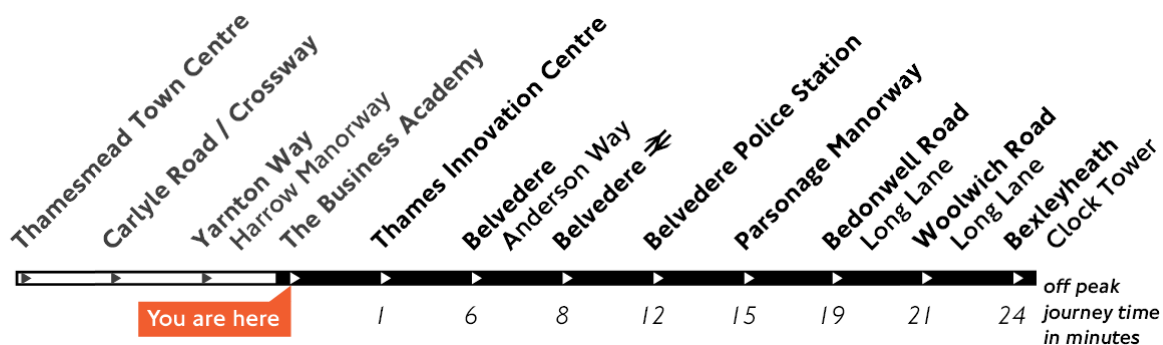 Thamesmead Town Centre
Carlyle Road / Crossway
Yarnton Way
Harrow Manorway
The Business Academy
Thames Innovation Centre
Belvedere
Anderson Way
Belvedere
Belvedere Police Station
Parsonage Manorway
Bedonwell Road
Long Lane
Woolwich Road
Long Lane
Bexleyheath
Clock Tower
You are here
1 6 8 12 15 19 21 24
off peak
journey time
in minutes